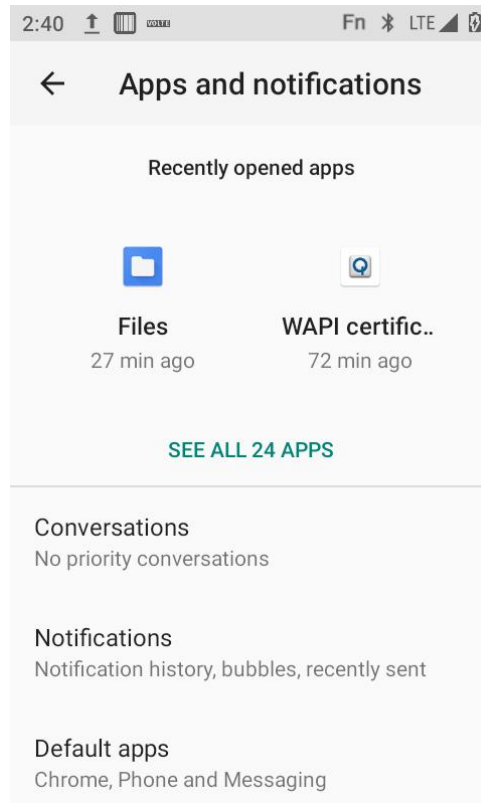 2:40 VOLTE Fn LTE
Apps and notifications
Recently opened apps
Files WAPI certific..
27 min ago 72 min ago
SEE ALL 24 APPS
Conversations
No priority conversations
Notifications
Notification history, bubbles, recently sent
Default apps
Chrome, Phone and Messaging